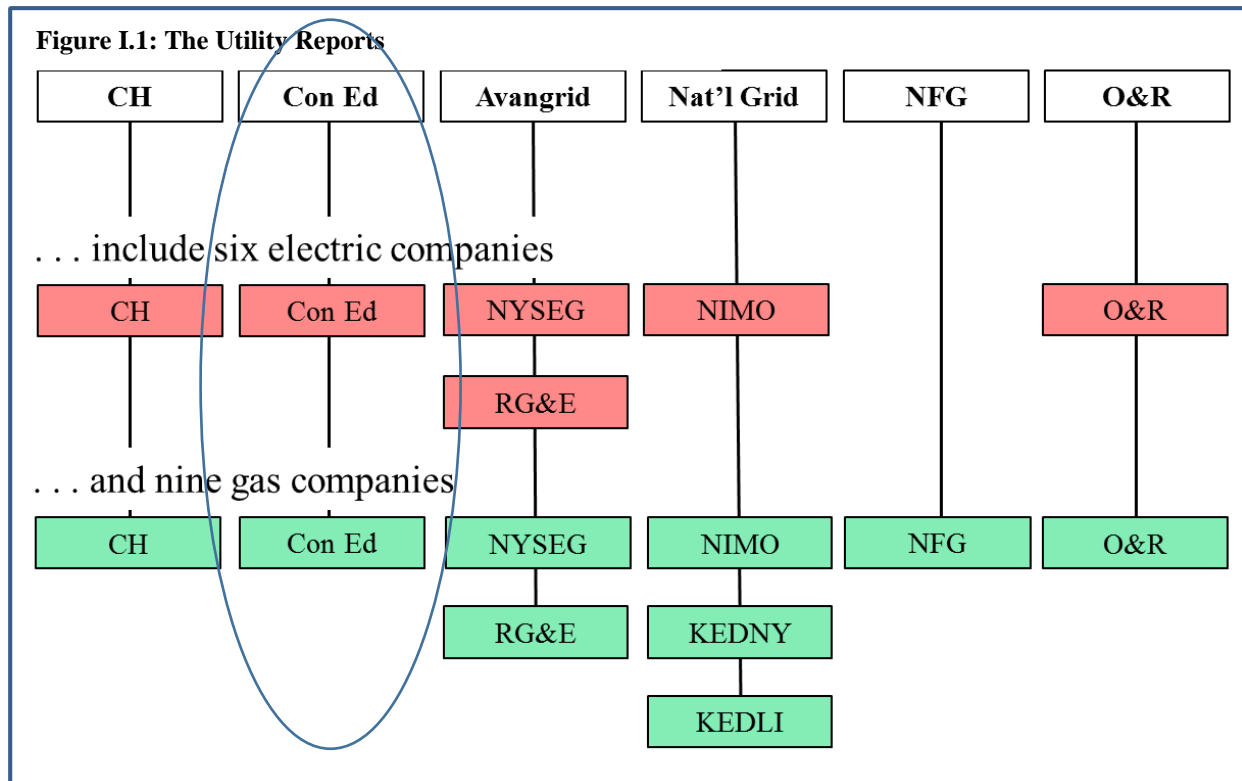 Figure I.1: The Utility Reports
CH Con Ed Avangrid Nat’l Grid NFG O&R
. . . include six electric companies
CH Con Ed NYSEG NIMO O&R
RG&E
. . . and nine gas companies
CH Con Ed NYSEG NIMO NFG O&R
RG&E KEDNY
KEDLI